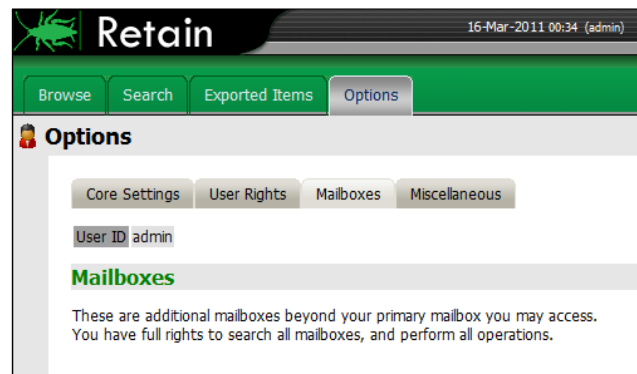 Retain
16-Mar-2011 00:34 (admin)
Browse Search Exported Items Options
Options
Core Settings User Rights Mailboxes Miscellaneous
User ID admin
Mailboxes
These are additional mailboxes beyond your primary mailbox you may access.
You have full rights to search all mailboxes, and perform all operations.